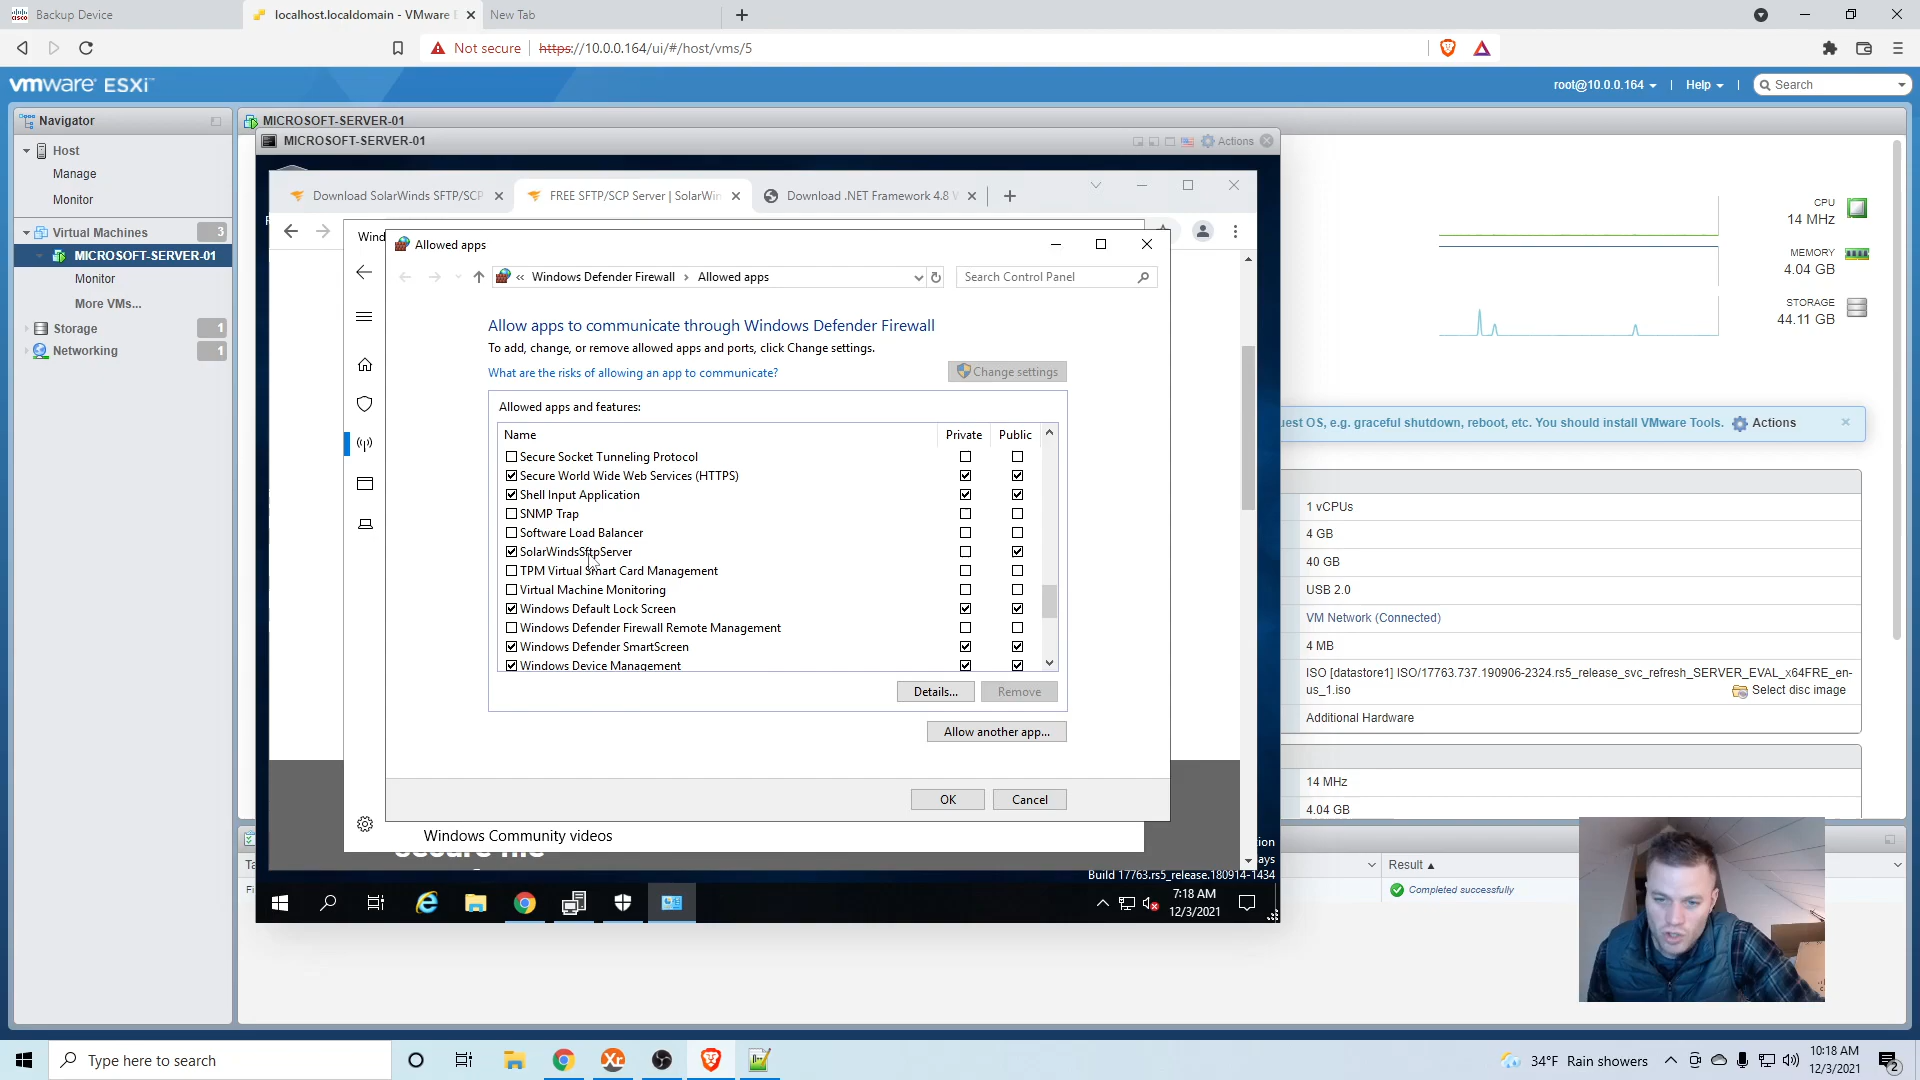 Backup Device
localhost.localdomain - VMware E
New Tab
Not secure
https://10.0.0.164/ui/#/host/vms/5
vmware ESXi
root@10.0.0.164
Help
Search
Navigator
Host
Manage
Monitor
Virtual Machines
3
MICROSOFT-SERVER-01
Monitor
More VMs...
Storage
1
Networking
1
MICROSOFT-SERVER-01
MICROSOFT-SERVER-01
Actions
Download SolarWinds SFTP/SCP
FREE SFTP/SCP Server | SolarWin
Download .NET Framework 4.8
Wind
Allowed apps
« Windows Defender Firewall › Allowed apps
Search Control Panel
Allow apps to communicate through Windows Defender Firewall
To add, change, or remove allowed apps and ports, click Change settings.
What are the risks of allowing an app to communicate?
Change settings
Allowed apps and features:
Name
Private
Public
Secure Socket Tunneling Protocol
Secure World Wide Web Services (HTTPS)
Shell Input Application
SNMP Trap
Software Load Balancer
SolarWindsSftpServer
TPM Virtual Smart Card Management
Virtual Machine Monitoring
Windows Default Lock Screen
Windows Defender Firewall Remote Management
Windows Defender SmartScreen
Windows Device Management
Details...
Remove
Allow another app...
OK
Cancel
Windows Community videos
Build 17763.rs5_release.180914-1434
7:18 AM
12/3/2021
CPU
14 MHz
MEMORY
4.04 GB
STORAGE
44.11 GB
uest OS, e.g. graceful shutdown, reboot, etc. You should install VMware Tools.
Actions
1 vCPUs
4 GB
40 GB
USB 2.0
VM Network (Connected)
4 MB
ISO [datastore1] ISO/17763.737.190906-2324.rs5_release_svc_refresh_SERVER_EVAL_x64FRE_en-
us_1.iso
Select disc image
Additional Hardware
14 MHz
4.04 GB
Result
Completed successfully
Type here to search
34°F Rain showers
10:18 AM
12/3/2021
2